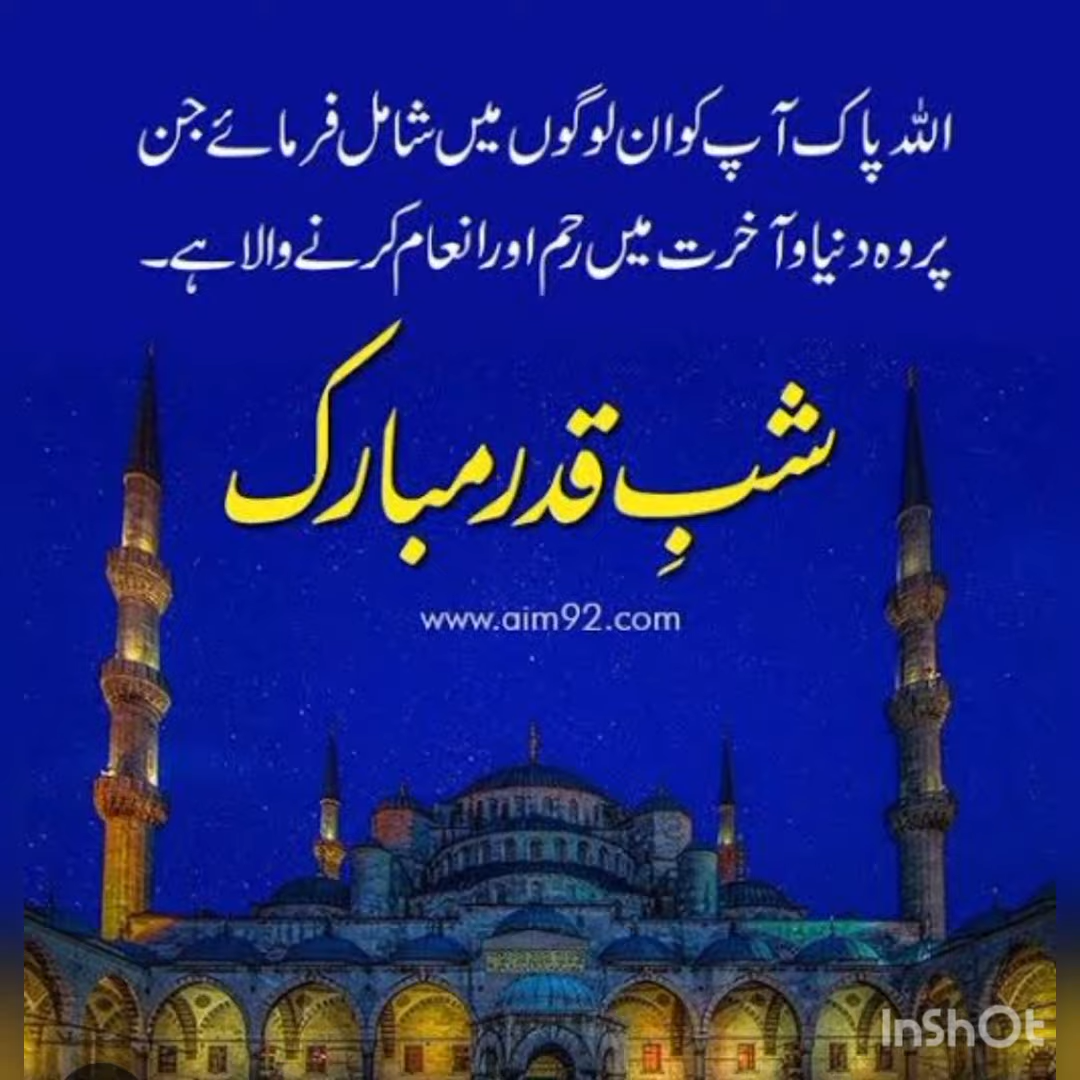 اللہ پاک آپ کو ان لوگوں میں شامل فرمائے جن
پر وہ دنیا و آخرت میں رحم اور انعام کرنے والا ہے۔
شبِ قدر مبارک
www.aim92.com
InShOt